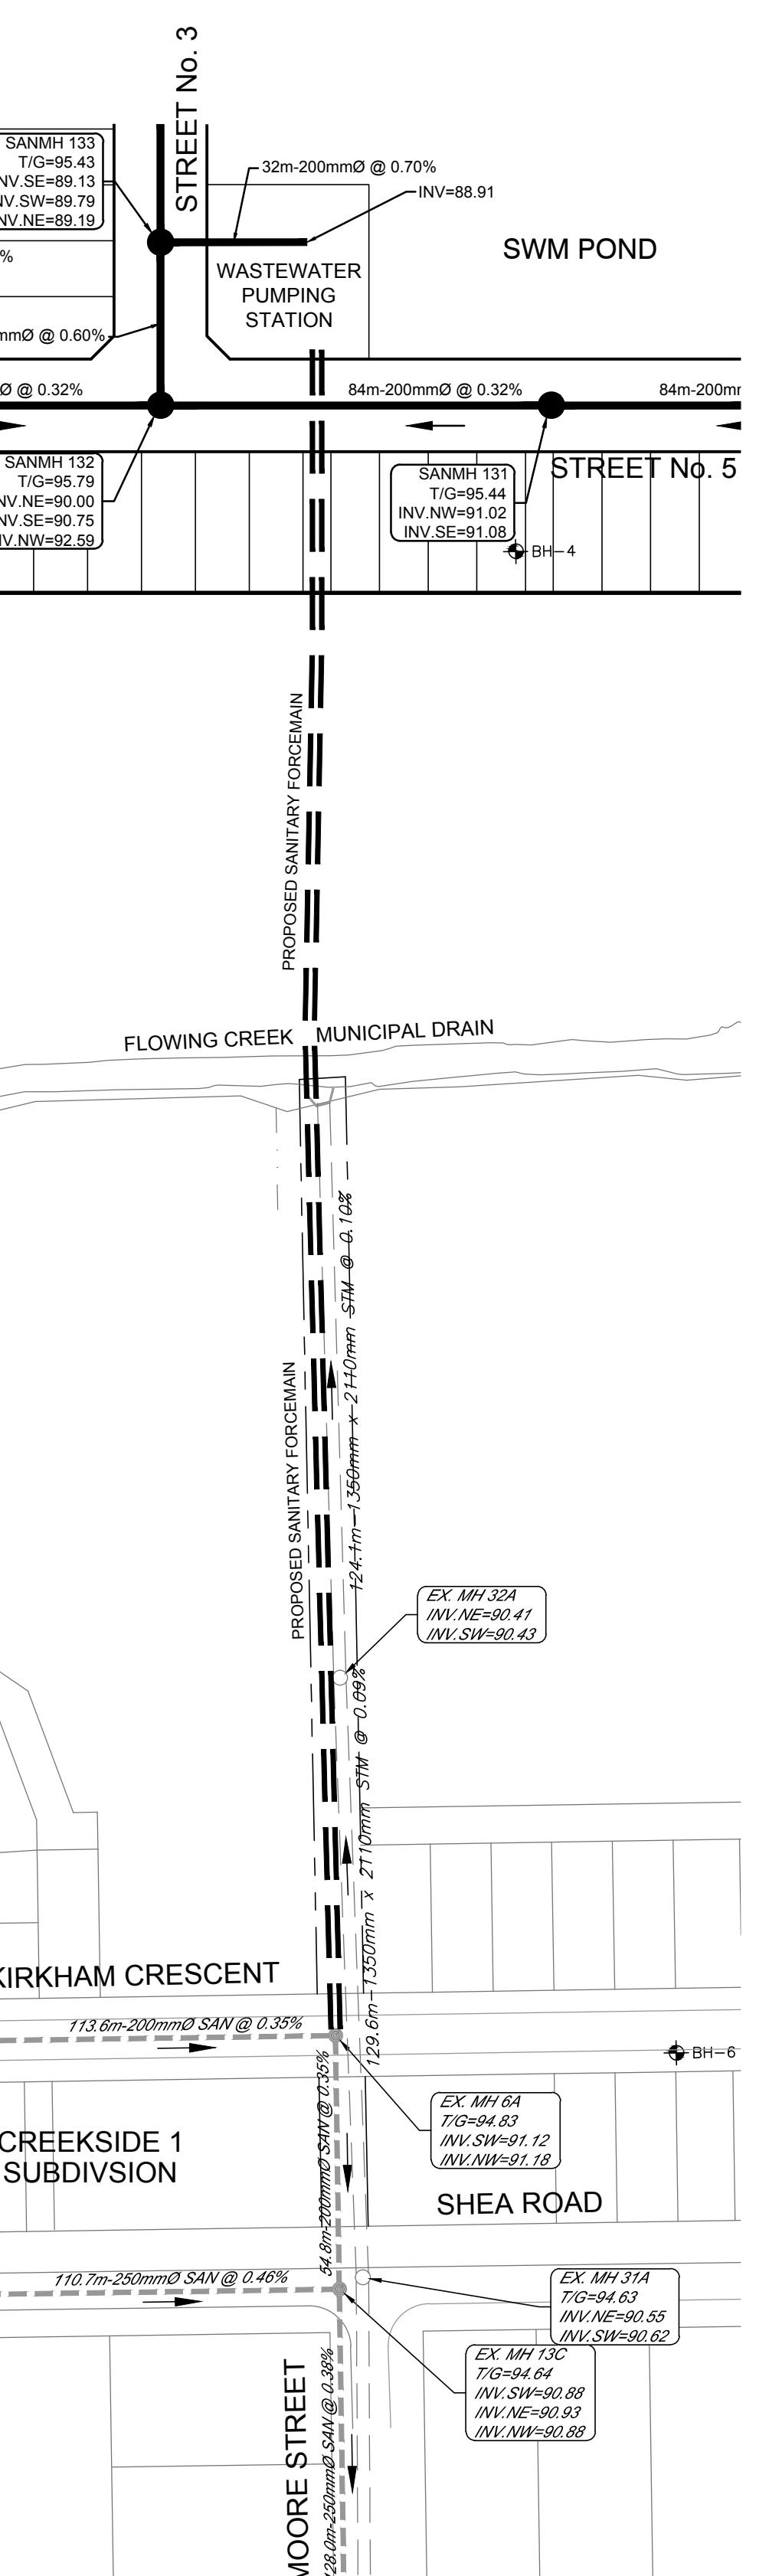 STREET No. 3
SANMH 133
T/G=95.43
INV.SE=89.13
INV.SW=89.79
INV.NE=89.19
32m-200mmØ @ 0.70%
INV=88.91
SWM POND
WASTEWATER
PUMPING
STATION
%
mmØ @ 0.60%
Ø @ 0.32%
84m-200mmØ @ 0.32%
84m-200mm
SANMH 132
T/G=95.79
INV.NE=90.00
INV.SE=90.75
INV.NW=92.59
SANMH 131
T/G=95.44
INV.NW=91.02
INV.SE=91.08
STREET No. 5
BH-4
PROPOSED SANITARY FORCEMAIN
FLOWING CREEK MUNICIPAL DRAIN
124.1m-1350mm x 2110mm STM @ 0.10%
PROPOSED SANITARY FORCEMAIN
EX. MH 32A
INV.NE=90.41
INV.SW=90.43
129.6m-1350mm x 2110mm STM @ 0.09%
KIRKHAM CRESCENT
113.6m-200mmØ SAN @ 0.35%
BH-6
54.8m-200mmØ SAN @ 0.35%
EX. MH 6A
T/G=94.83
INV.SW=91.12
INV.NW=91.18
CREEKSIDE 1
SUBDIVSION
SHEA ROAD
110.7m-250mmØ SAN @ 0.46%
EX. MH 31A
T/G=94.63
INV.NE=90.55
INV.SW=90.62
EX. MH 13C
T/G=94.64
INV.SW=90.88
INV.NE=90.93
INV.NW=90.88
MOORE STREET
28.0m-250mmØ SAN @ 0.38%